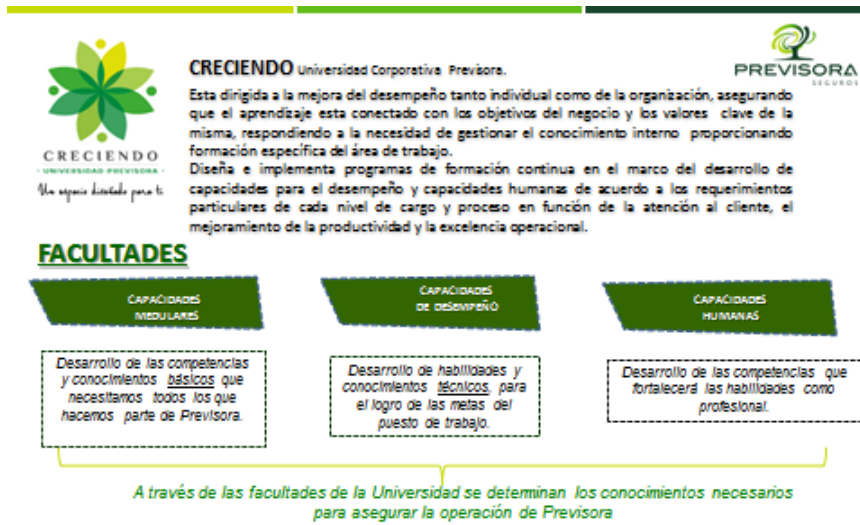 CRECIENDO Universidad Corporativa Previsora.
PREVISORA
SEGUROS
Esta dirigida a la mejora del desempeño tanto individual como de la organización, asegurando
que el aprendizaje esta conectado con los objetivos del negocio y los valores clave de la
misma, respondiendo a la necesidad de gestionar el conocimiento interno proporcionando
formación específica del área de trabajo.
Diseña e implementa programas de formación continua en el marco del desarrollo de
capacidades para el desempeño y capacidades humanas de acuerdo a los requerimientos
particulares de cada nivel de cargo y proceso en función de la atención al cliente, el
mejoramiento de la productividad y la excelencia operacional.
CRECIENDO
- UNIVERSIDAD PREVISORA -
Un espacio diseñado para ti
FACULTADES
CAPACIDADES
MEDULARES
Desarrollo de las competencias
y conocimientos básicos que
necesitamos todos los que
hacemos parte de Previsora.
CAPACIDADES
DE DESEMPEÑO
Desarrollo de habilidades y
conocimientos técnicos, para
el logro de las metas del
puesto de trabajo.
CAPACIDADES
HUMANAS
Desarrollo de las competencias que
fortalecerá las habilidades como
profesional.
A través de las facultades de la Universidad se determinan los conocimientos necesarios
para asegurar la operación de Previsora